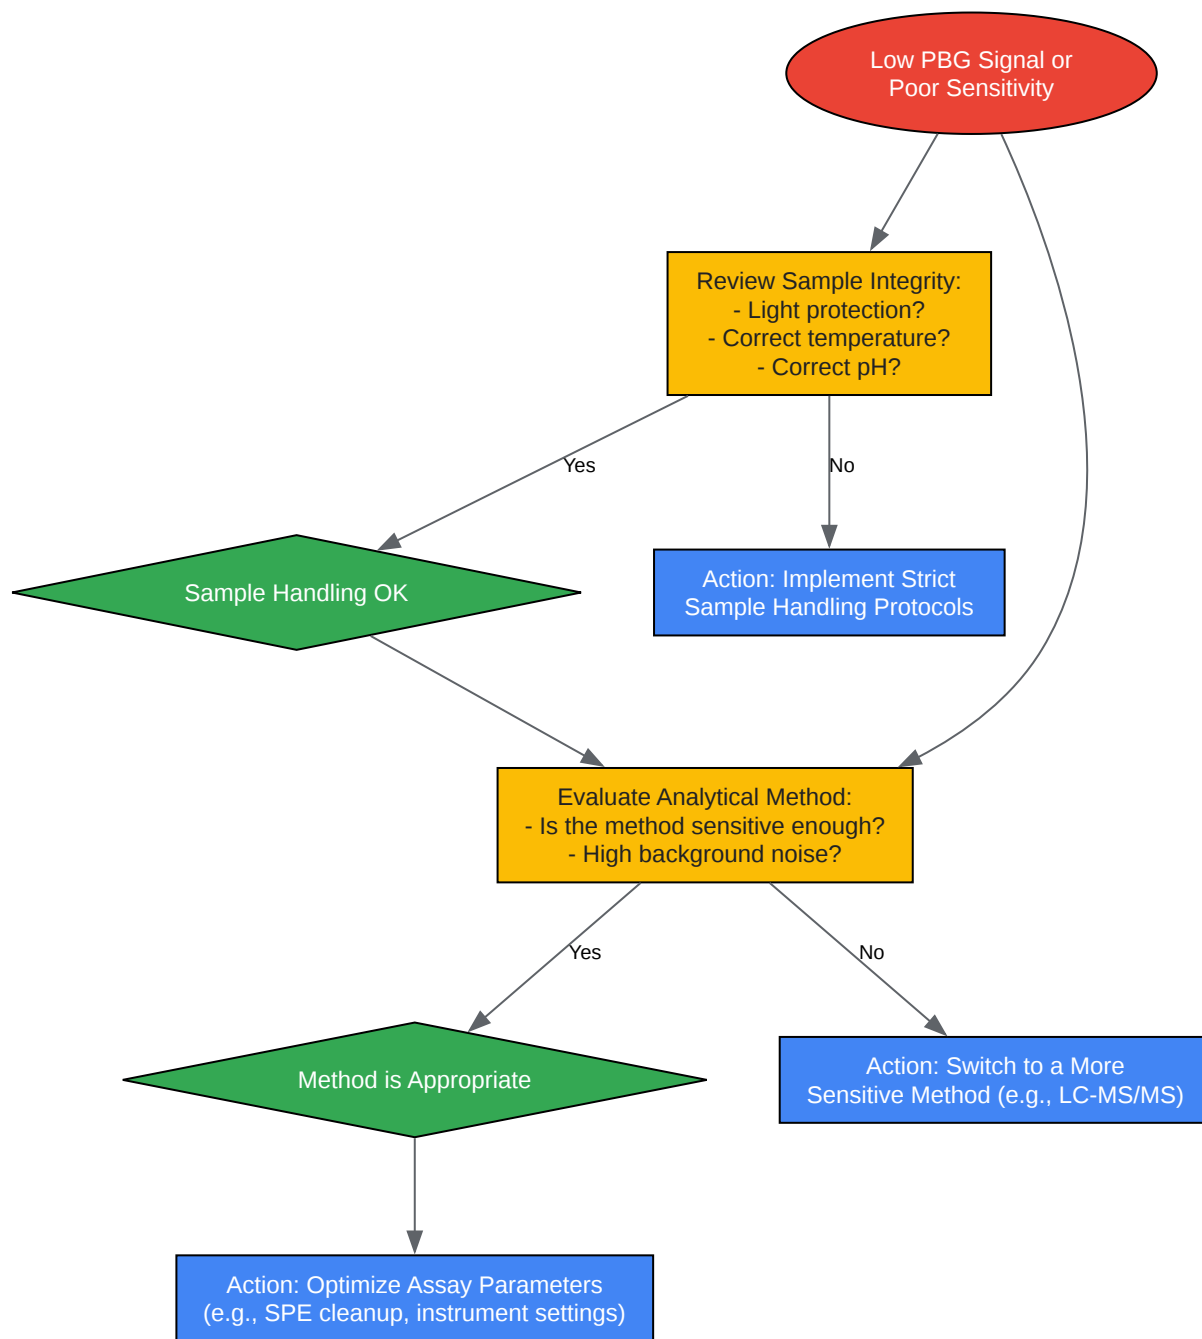 Low PBG Signal or
Poor Sensitivity
Review Sample Integrity:
- Light protection?
- Correct temperature?
- Correct pH?
Yes
No
Sample Handling OK
Action: Implement Strict
Sample Handling Protocols
Evaluate Analytical Method:
- Is the method sensitive enough?
- High background noise?
Yes
No
Method is Appropriate
Action: Switch to a More
Sensitive Method (e.g., LC-MS/MS)
Action: Optimize Assay Parameters
(e.g., SPE cleanup, instrument settings)